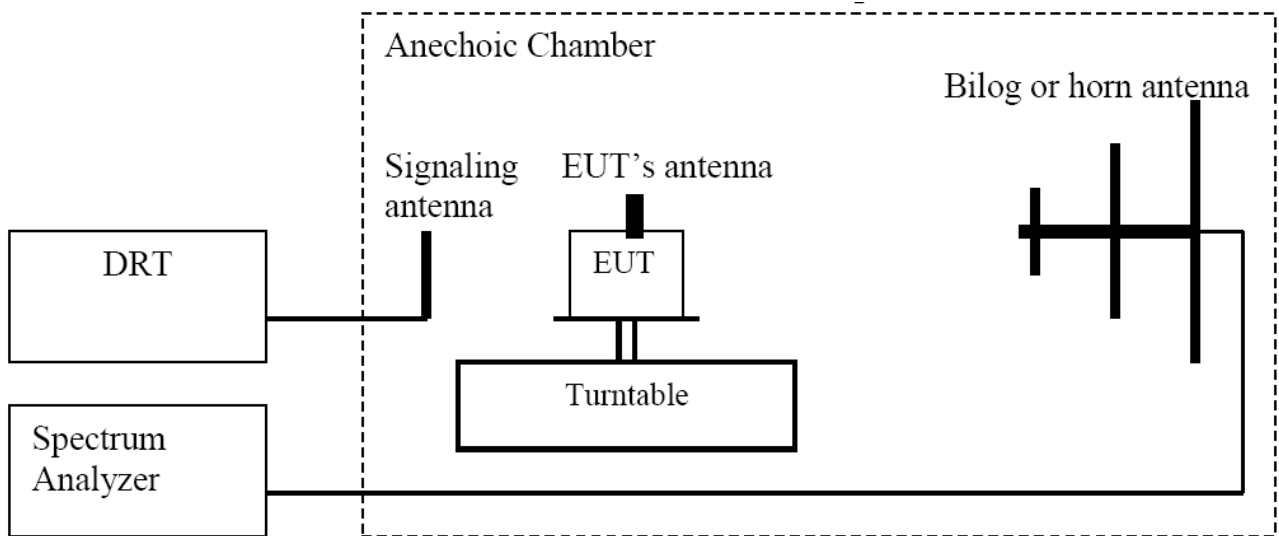 Anechoic Chamber
Bilog or horn antenna
Signaling
antenna
EUT’s antenna
DRT
EUT
Turntable
Spectrum
Analyzer